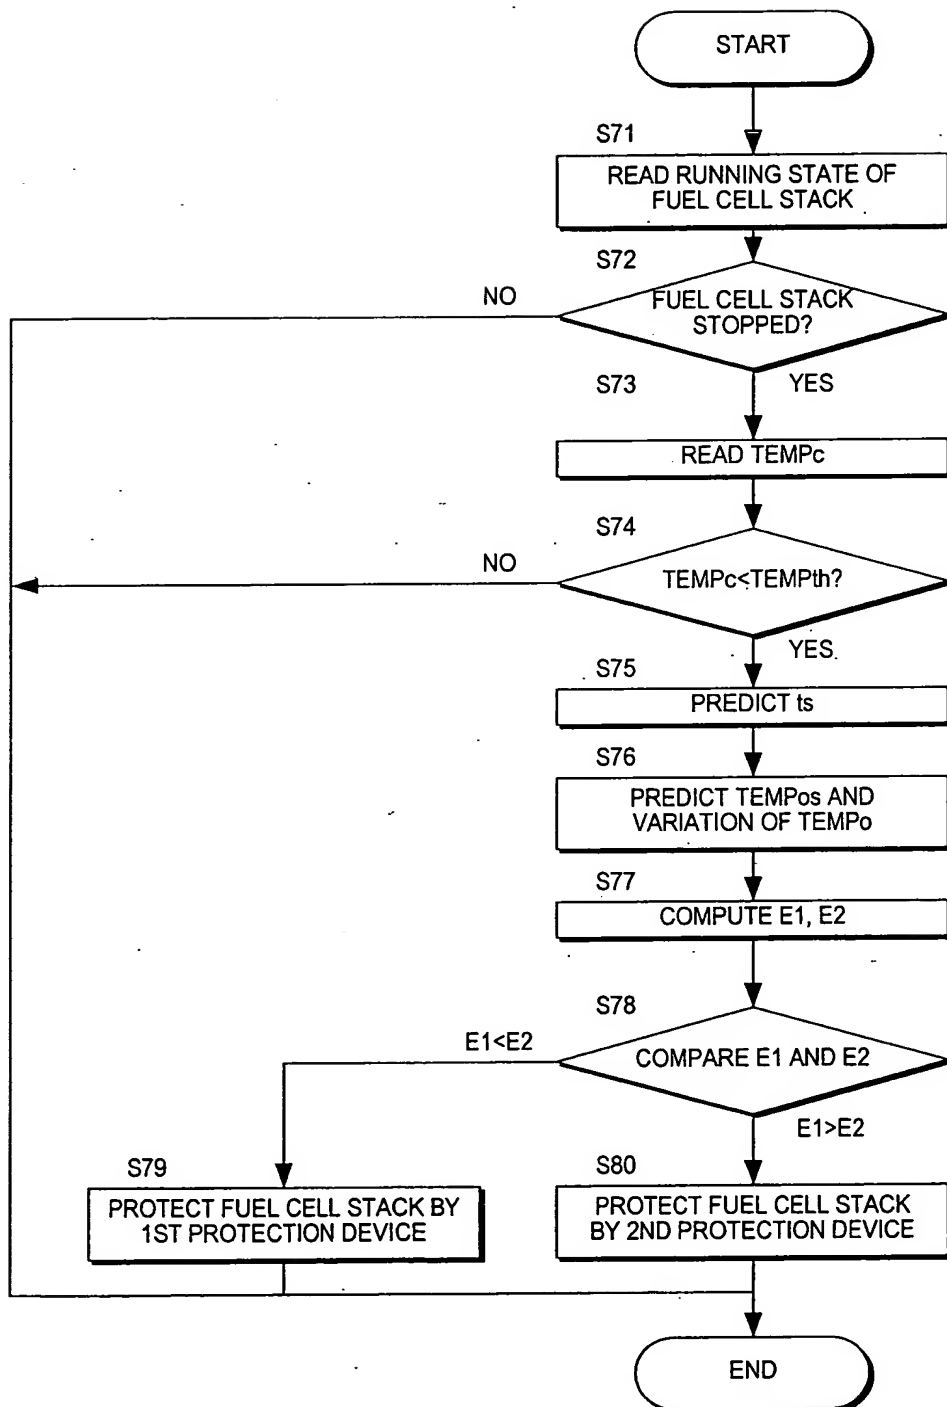 START
S71
READ RUNNING STATE OF
FUEL CELL STACK
S72
NO
FUEL CELL STACK
STOPPED?
YES
S73
READ TEMPc
S74
NO
TEMPc<TEMPth?
YES
S75
PREDICT ts
S76
PREDICT TEMPos AND
VARIATION OF TEMPo
S77
COMPUTE E1, E2
S78
E1<E2
COMPARE E1 AND E2
E1>E2
S79
PROTECT FUEL CELL STACK BY
1ST PROTECTION DEVICE
S80
PROTECT FUEL CELL STACK
BY 2ND PROTECTION DEVICE
END